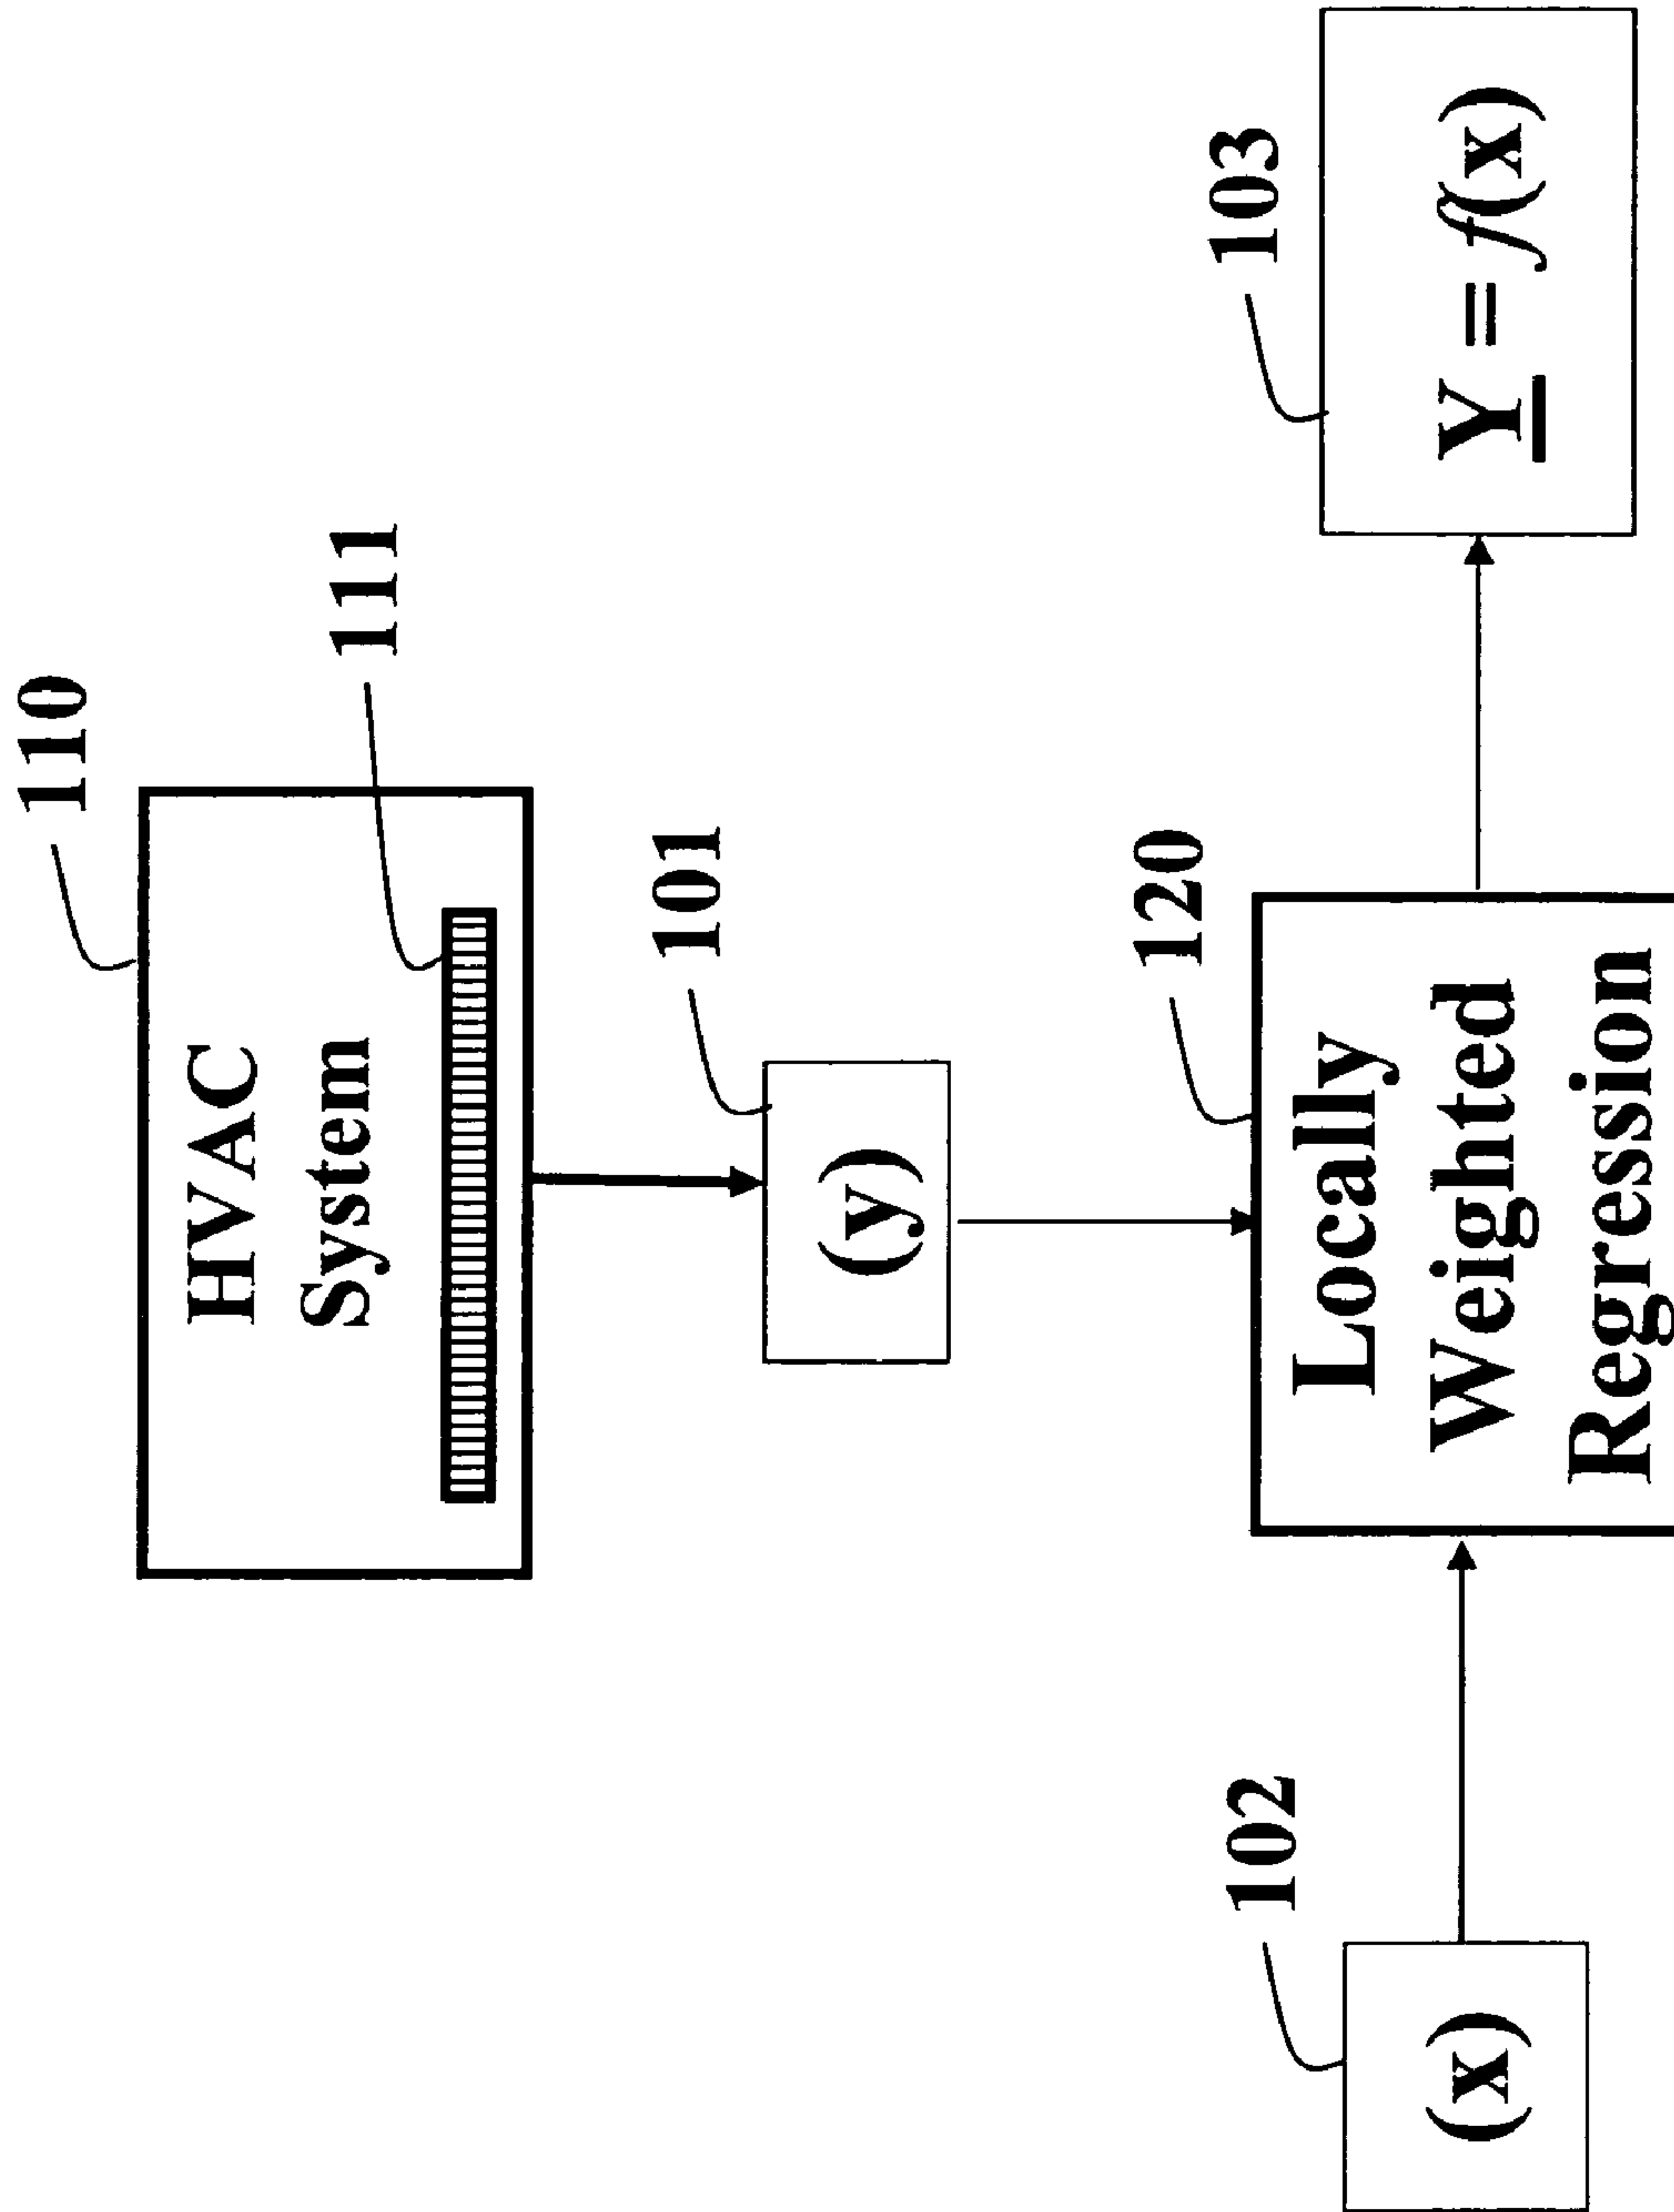 110
HVAC
System
111
101
(y)
120
103
102
Locally
Weighted
Regression
(x)
Y = f(x)